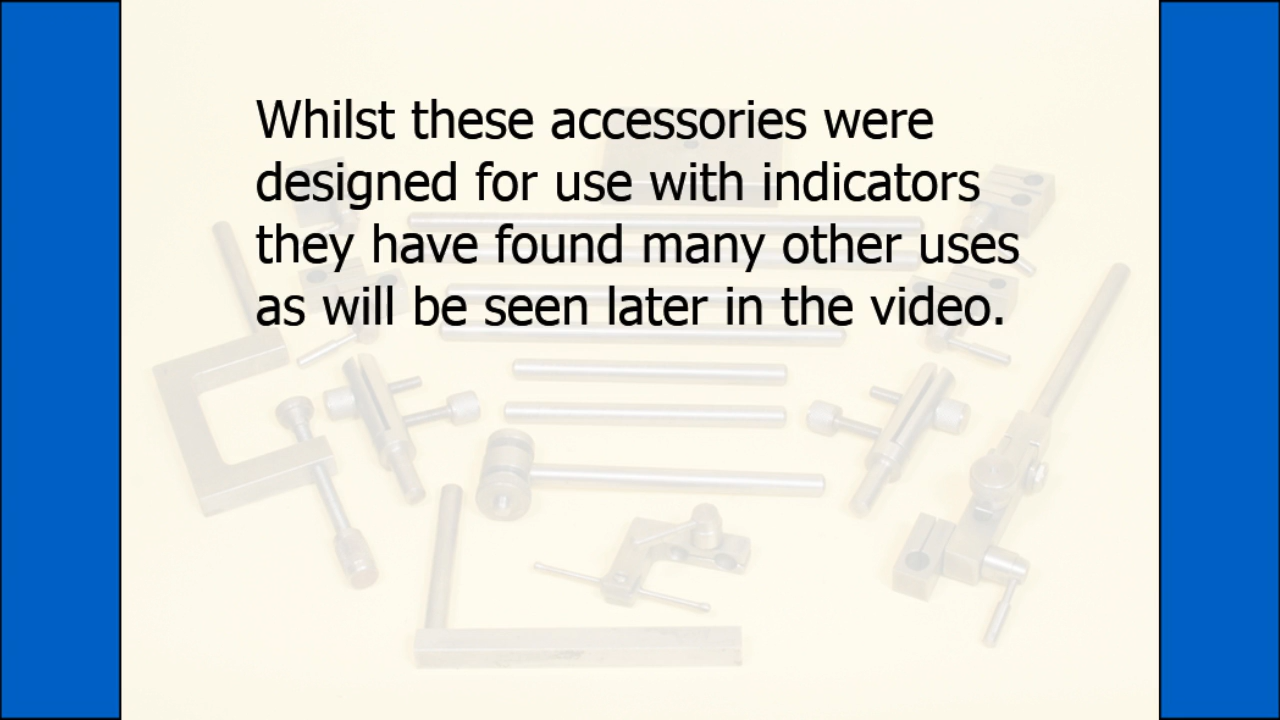 Whilst these accessories were
designed for use with indicators
they have found many other uses
as will be seen later in the video.